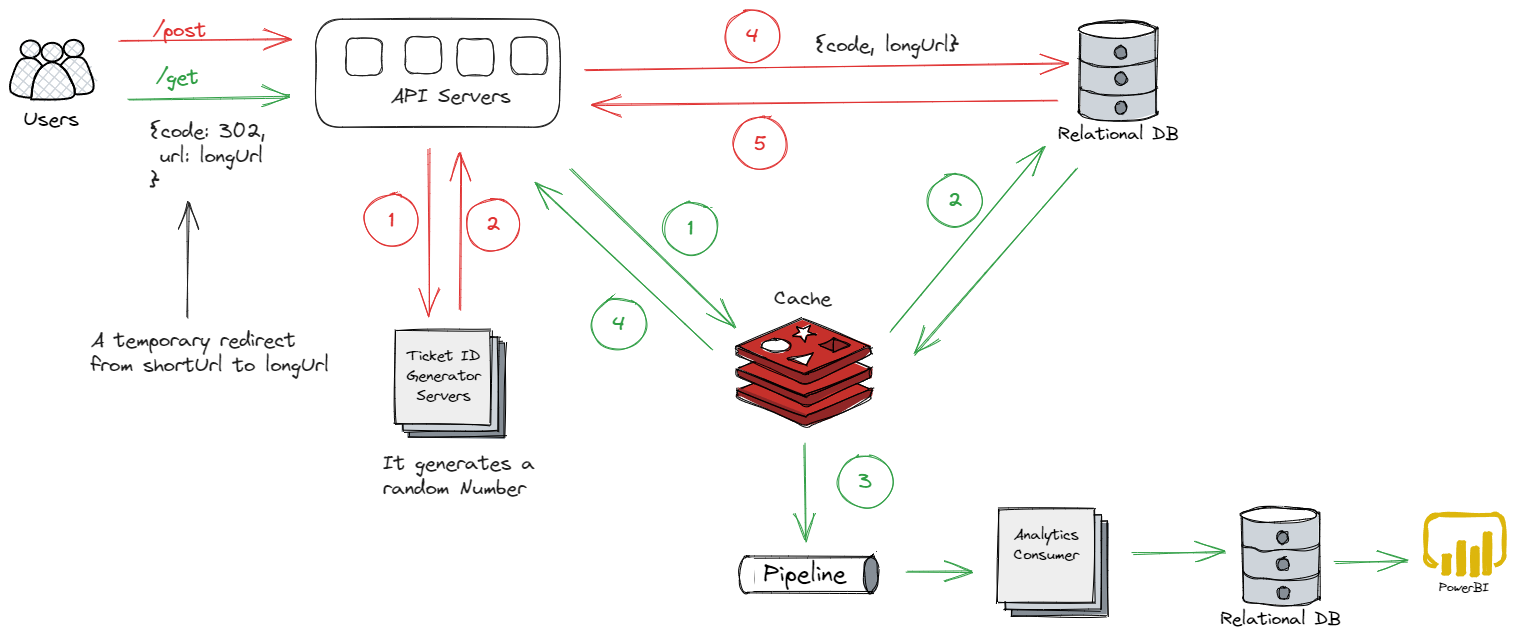 /post
/get
Users
{code: 302,
url: longUrl
}
A temporary redirect
from shortUrl to longUrl
API Servers
4
{code, longUrl}
5
Relational DB
1
2
1
2
4
Ticket ID
Generator
Servers
It generates a
random Number
Cache
3
Pipeline
Analytics
Consumer
Relational DB
PowerBI